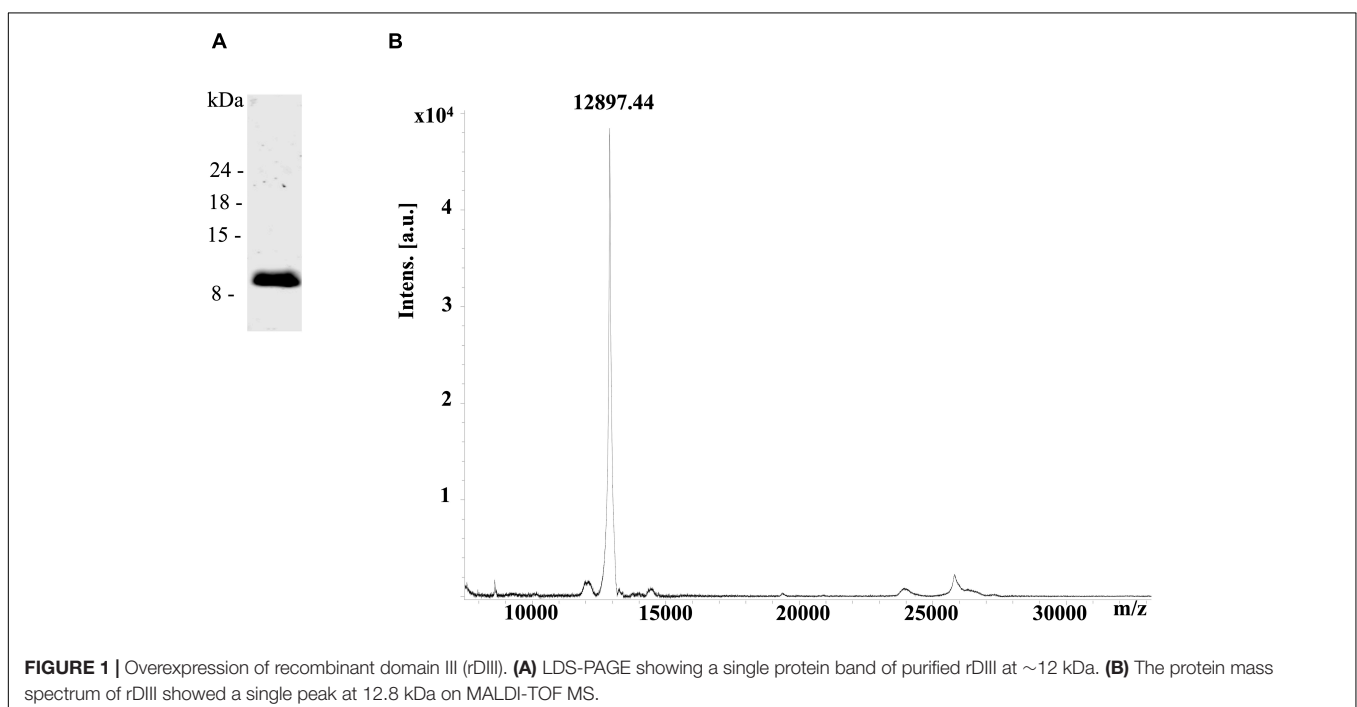 A
B
kDa
24 -
18 -
15 -
8 -
12897.44
x10⁴
Intens. [a.u.]
4
3
2
1
10000 15000 20000 25000 30000 m/z
FIGURE 1 | Overexpression of recombinant domain III (rDIII). (A) LDS-PAGE showing a single protein band of purified rDIII at ∼12 kDa. (B) The protein mass
spectrum of rDIII showed a single peak at 12.8 kDa on MALDI-TOF MS.